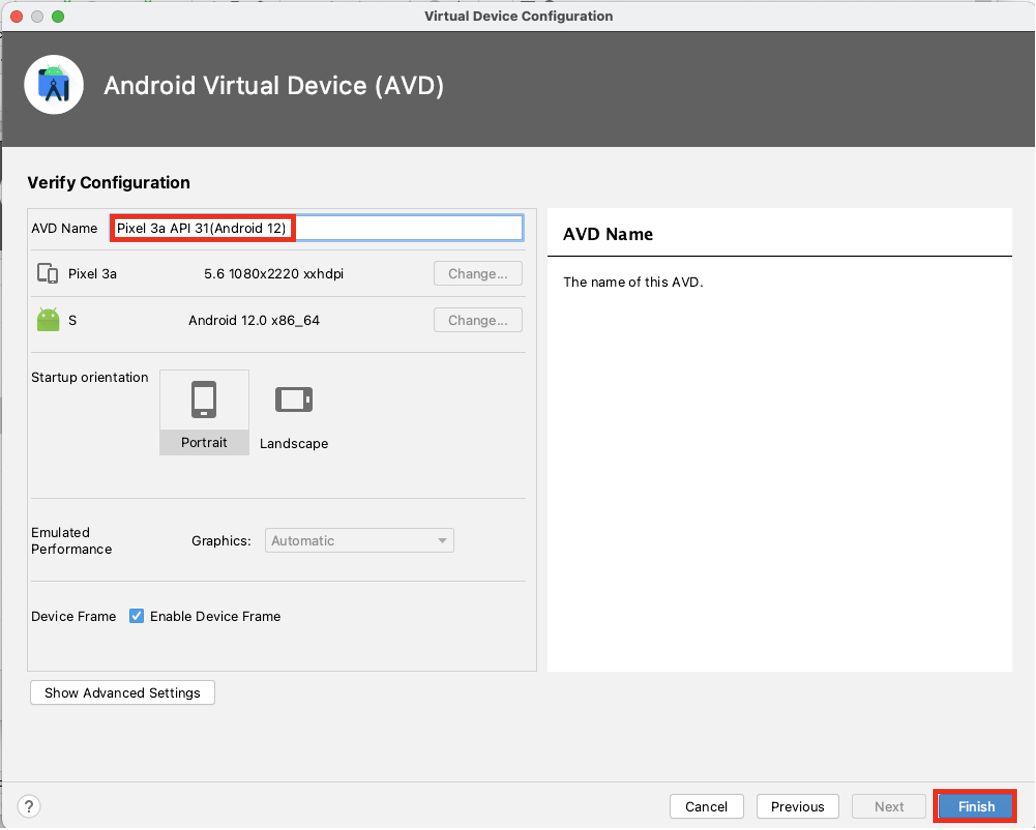 Virtual Device Configuration
Android Virtual Device (AVD)
Verify Configuration
AVD Name Pixel 3a API 31(Android 12)
Pixel 3a 5.6 1080x2220 xxhdpi Change...
S Android 12.0 x86_64 Change...
Startup orientation
Portrait Landscape
Emulated
Performance
Graphics: Automatic
Device Frame Enable Device Frame
Show Advanced Settings
AVD Name
The name of this AVD.
? Cancel Previous Next Finish